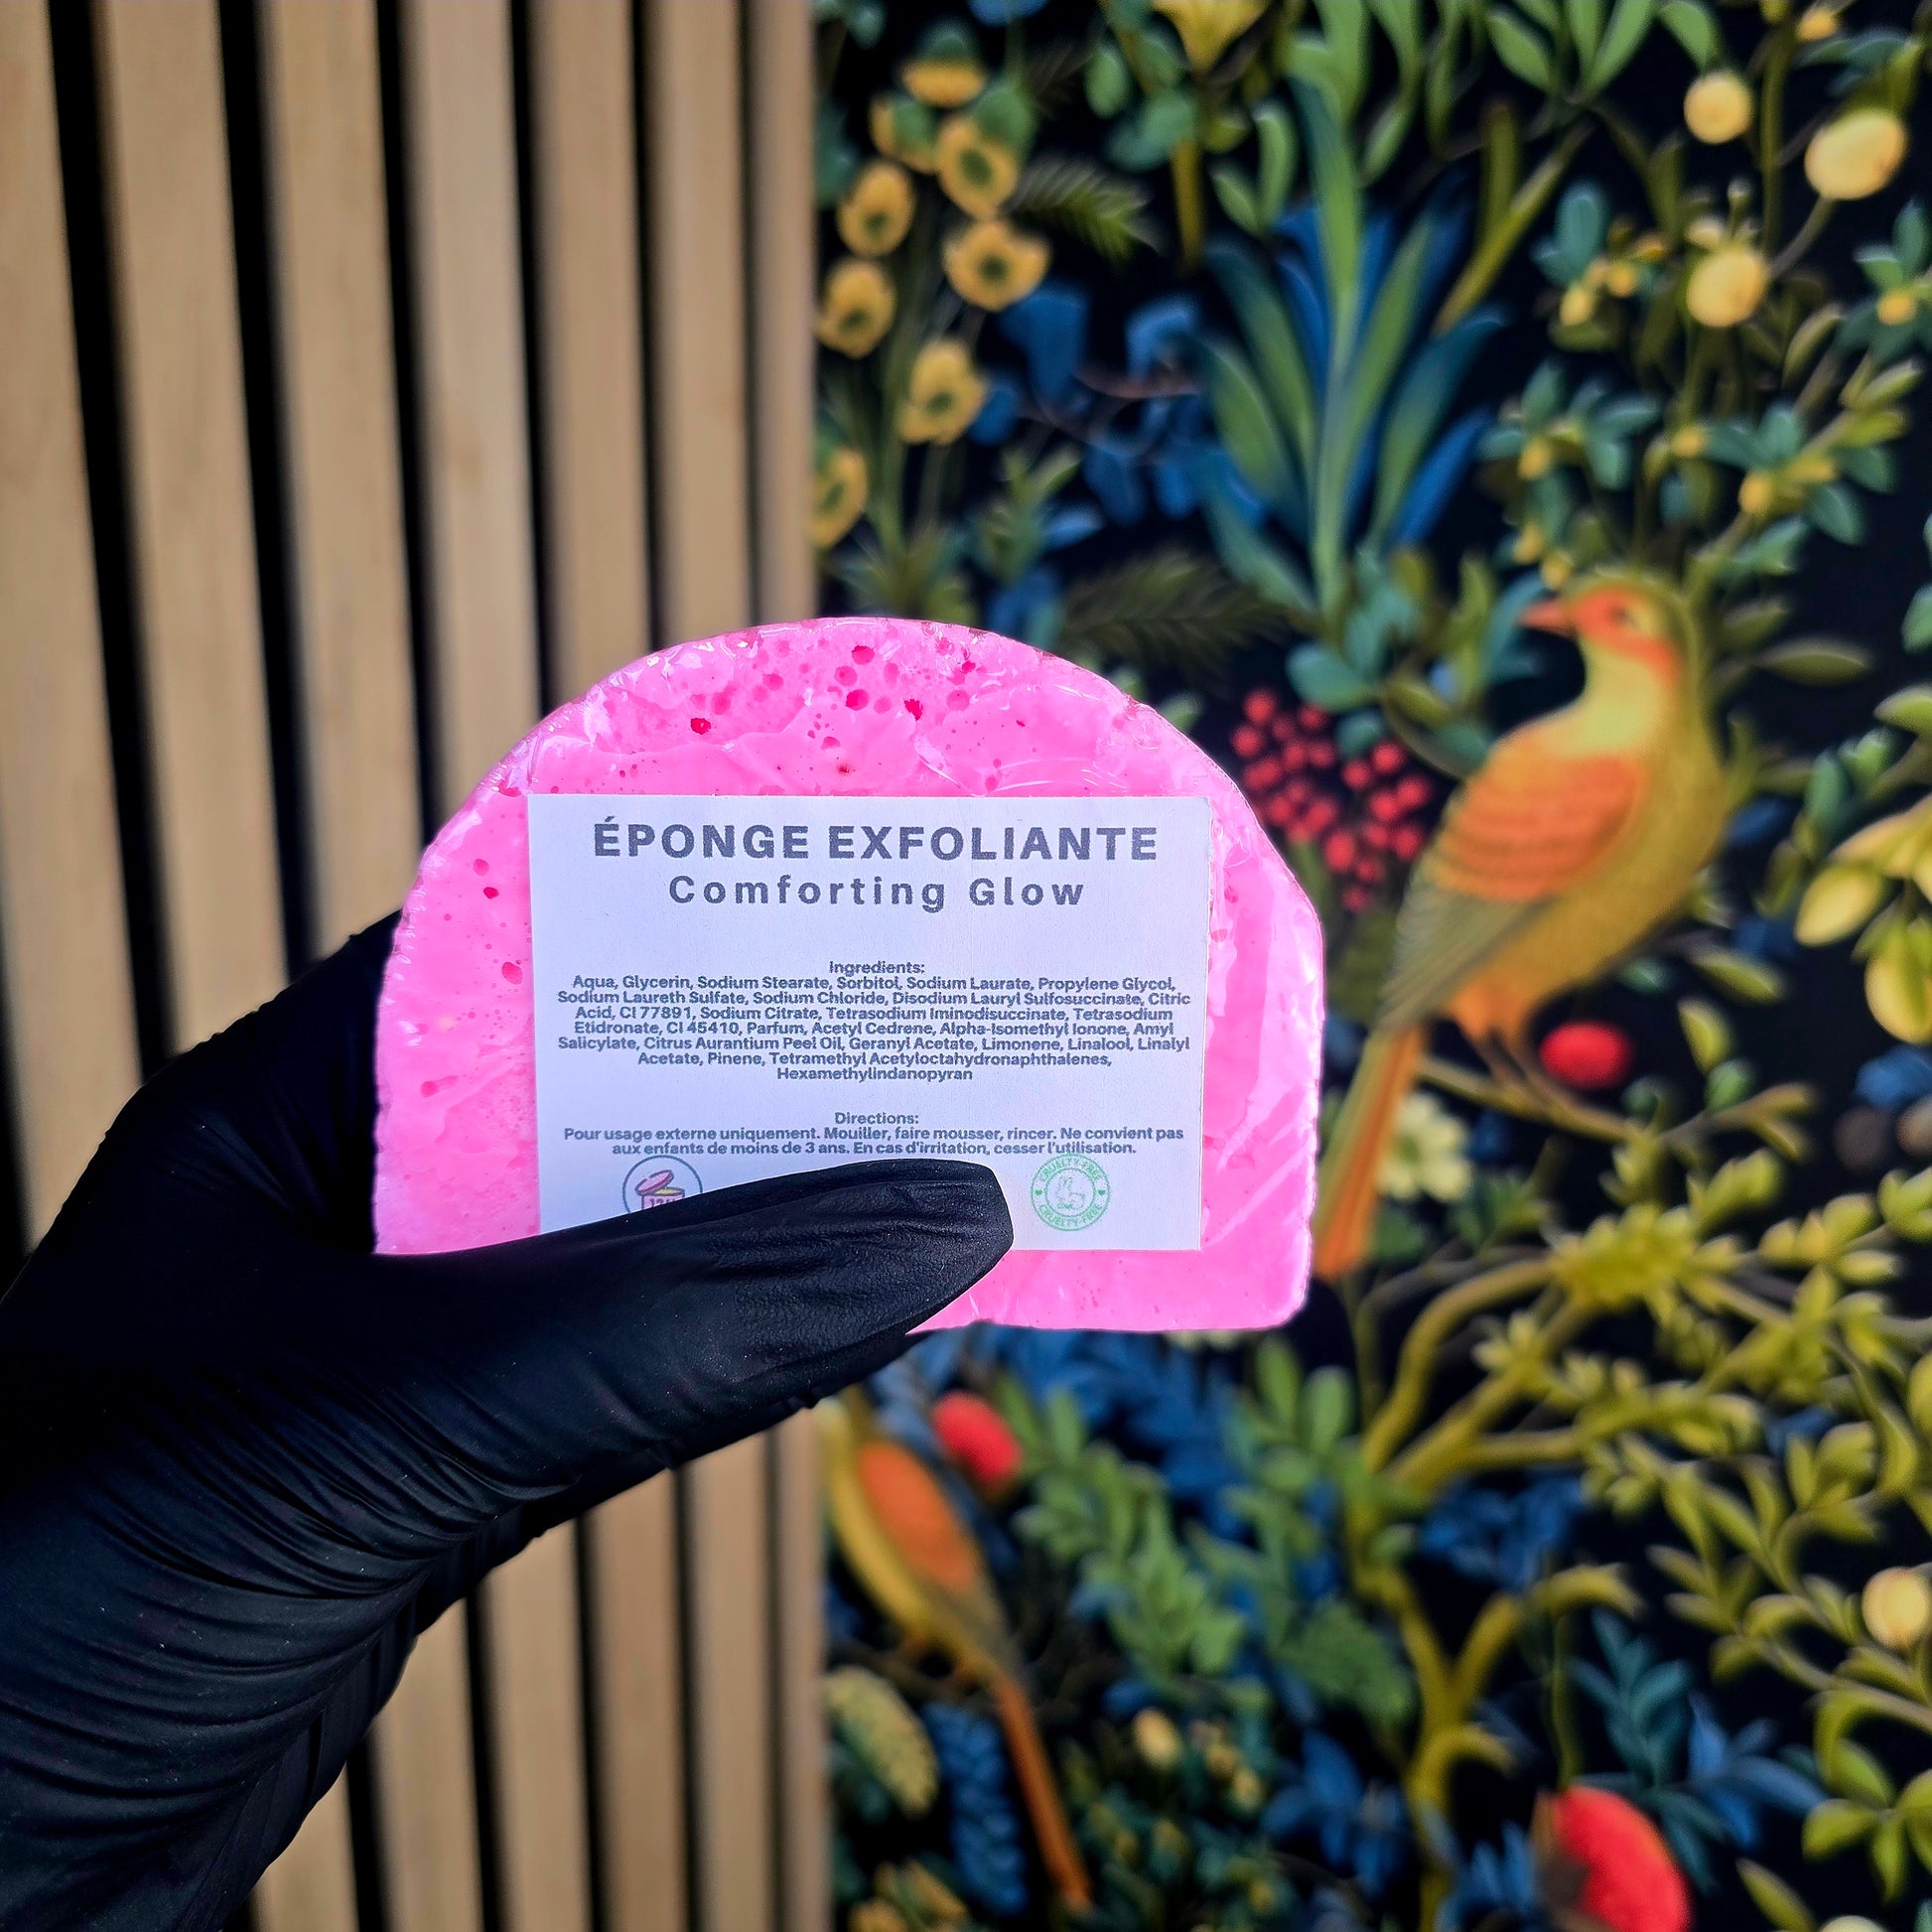 ÉPONGE EXFOLIANTE
Comforting Glow
Ingredients:
Aqua, Glycerin, Sodium Stearate, Sorbitol, Sodium Laurate, Propylene Glycol,
Sodium Laureth Sulfate, Sodium Chloride, Disodium Lauryl Sulfosuccinate, Citric
Acid, CI 77891, Sodium Citrate, Tetrasodium Iminodisuccinate, Tetrasodium
Etidronate, CI 45410, Parfum, Acetyl Cedrene, Alpha-Isomethyl Ionone, Amyl
Salicylate, Citrus Aurantium Peel Oil, Geranyl Acetate, Limonene, Linalool, Linalyl
Acetate, Pinene, Tetramethyl Acetyloctahydronaphthalenes,
Hexamethylindanopyran
Directions:
Pour usage externe uniquement. Mouiller, faire mousser, rincer. Ne convient pas
aux enfants de moins de 3 ans. En cas d'irritation, cesser l'utilisation.
CRUELTY-FREE
CRUELTY-FREE